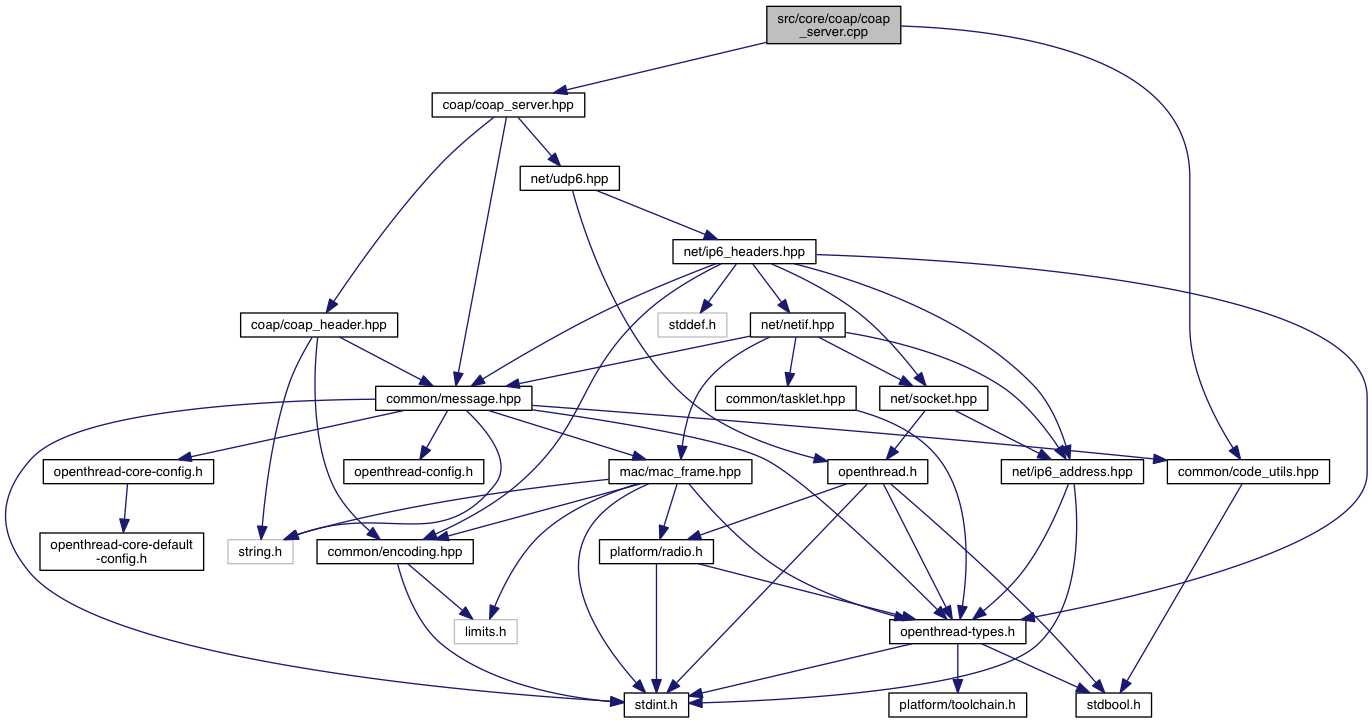 src/core/coap/coap
_server.cpp
coap/coap_server.hpp
net/udp6.hpp
net/ip6_headers.hpp
coap/coap_header.hpp
stddef.h
net/netif.hpp
common/message.hpp
common/tasklet.hpp
net/socket.hpp
openthread-core-config.h
openthread-config.h
mac/mac_frame.hpp
openthread.h
net/ip6_address.hpp
common/code_utils.hpp
openthread-core-default
-config.h
string.h
common/encoding.hpp
platform/radio.h
limits.h
openthread-types.h
stdint.h
platform/toolchain.h
stdbool.h